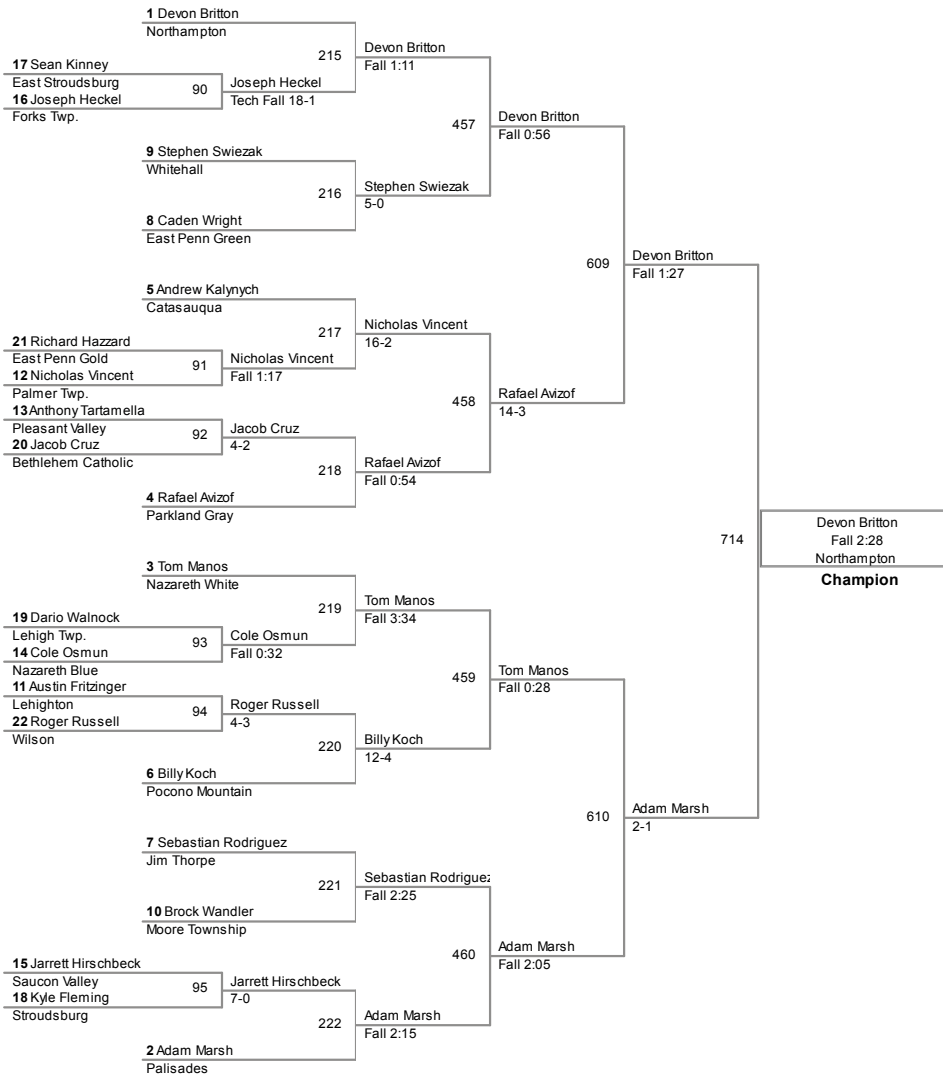 1 Devon Britton
Northampton
215
Devon Britton
Fall 1:11
17 Sean Kinney
East Stroudsburg
90
Joseph Heckel
Tech Fall 18-1
16 Joseph Heckel
Forks Twp.
457
Devon Britton
Fall 0:56
9 Stephen Swiezak
Whitehall
216
Stephen Swiezak
5-0
8 Caden Wright
East Penn Green
609
Devon Britton
Fall 1:27
5 Andrew Kalynych
Catasauqua
217
Nicholas Vincent
16-2
21 Richard Hazzard
East Penn Gold
91
Nicholas Vincent
Fall 1:17
12 Nicholas Vincent
Palmer Twp.
458
Rafael Avizof
14-3
13 Anthony Tartamella
Pleasant Valley
92
Jacob Cruz
4-2
20 Jacob Cruz
Bethlehem Catholic
218
Rafael Avizof
Fall 0:54
4 Rafael Avizof
Parkland Gray
714
Devon Britton
Fall 2:28
Northampton
Champion
3 Tom Manos
Nazareth White
219
Tom Manos
Fall 3:34
19 Dario Walnock
Lehigh Twp.
93
Cole Osmun
Fall 0:32
14 Cole Osmun
Nazareth Blue
459
Tom Manos
Fall 0:28
11 Austin Fritzinger
Lehighton
94
Roger Russell
4-3
22 Roger Russell
Wilson
220
Billy Koch
12-4
6 Billy Koch
Pocono Mountain
610
Adam Marsh
2-1
7 Sebastian Rodriguez
Jim Thorpe
221
Sebastian Rodriguez
Fall 2:25
10 Brock Wandler
Moore Township
460
Adam Marsh
Fall 2:05
15 Jarrett Hirschbeck
Saucon Valley
95
Jarrett Hirschbeck
7-0
18 Kyle Fleming
Stroudsburg
222
Adam Marsh
Fall 2:15
2 Adam Marsh
Palisades